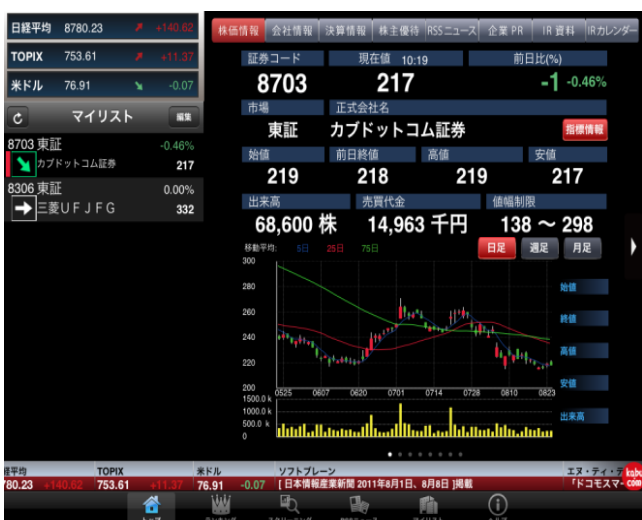 日経平均 8780.23 +140.62
TOPIX 753.61 +11.37
米ドル 76.91 -0.07
マイリスト 編集
8703 東証 -0.46%
カブドットコム証券 217
8306 東証 0.00%
三菱ＵＦＪＦＧ 332
株価情報 会社情報 決算情報 株主優待 RSSニュース 企業 PR IR 資料 IRカレンダー
証券コード 現在値 10:19 前日比(%)
8703 217 -1 -0.46%
市場 正式会社名
東証 カブドットコム証券 指標情報
始値 前日終値 高値 安値
219 218 219 217
出来高 売買代金 値幅制限
68,600 株 14,963 千円 138 ～ 298
移動平均: 5日 25日 75日 日足 週足 月足
300
280 始値
260 終値
240 高値
220
200 安値
0525 0607 0620 0701 0714 0728 0810 0823
1500.0 k
1000.0 k 出来高
500.0 k
0
経平均 TOPIX 米ドル ソフトブレーン エヌ・ティ・テ
780.23 +140.62 753.61 +11.37 76.91 -0.07 [ 日本情報産業新聞 2011年8月1日、8月8日 ]掲載 「ドコモスマー
kabu
.com